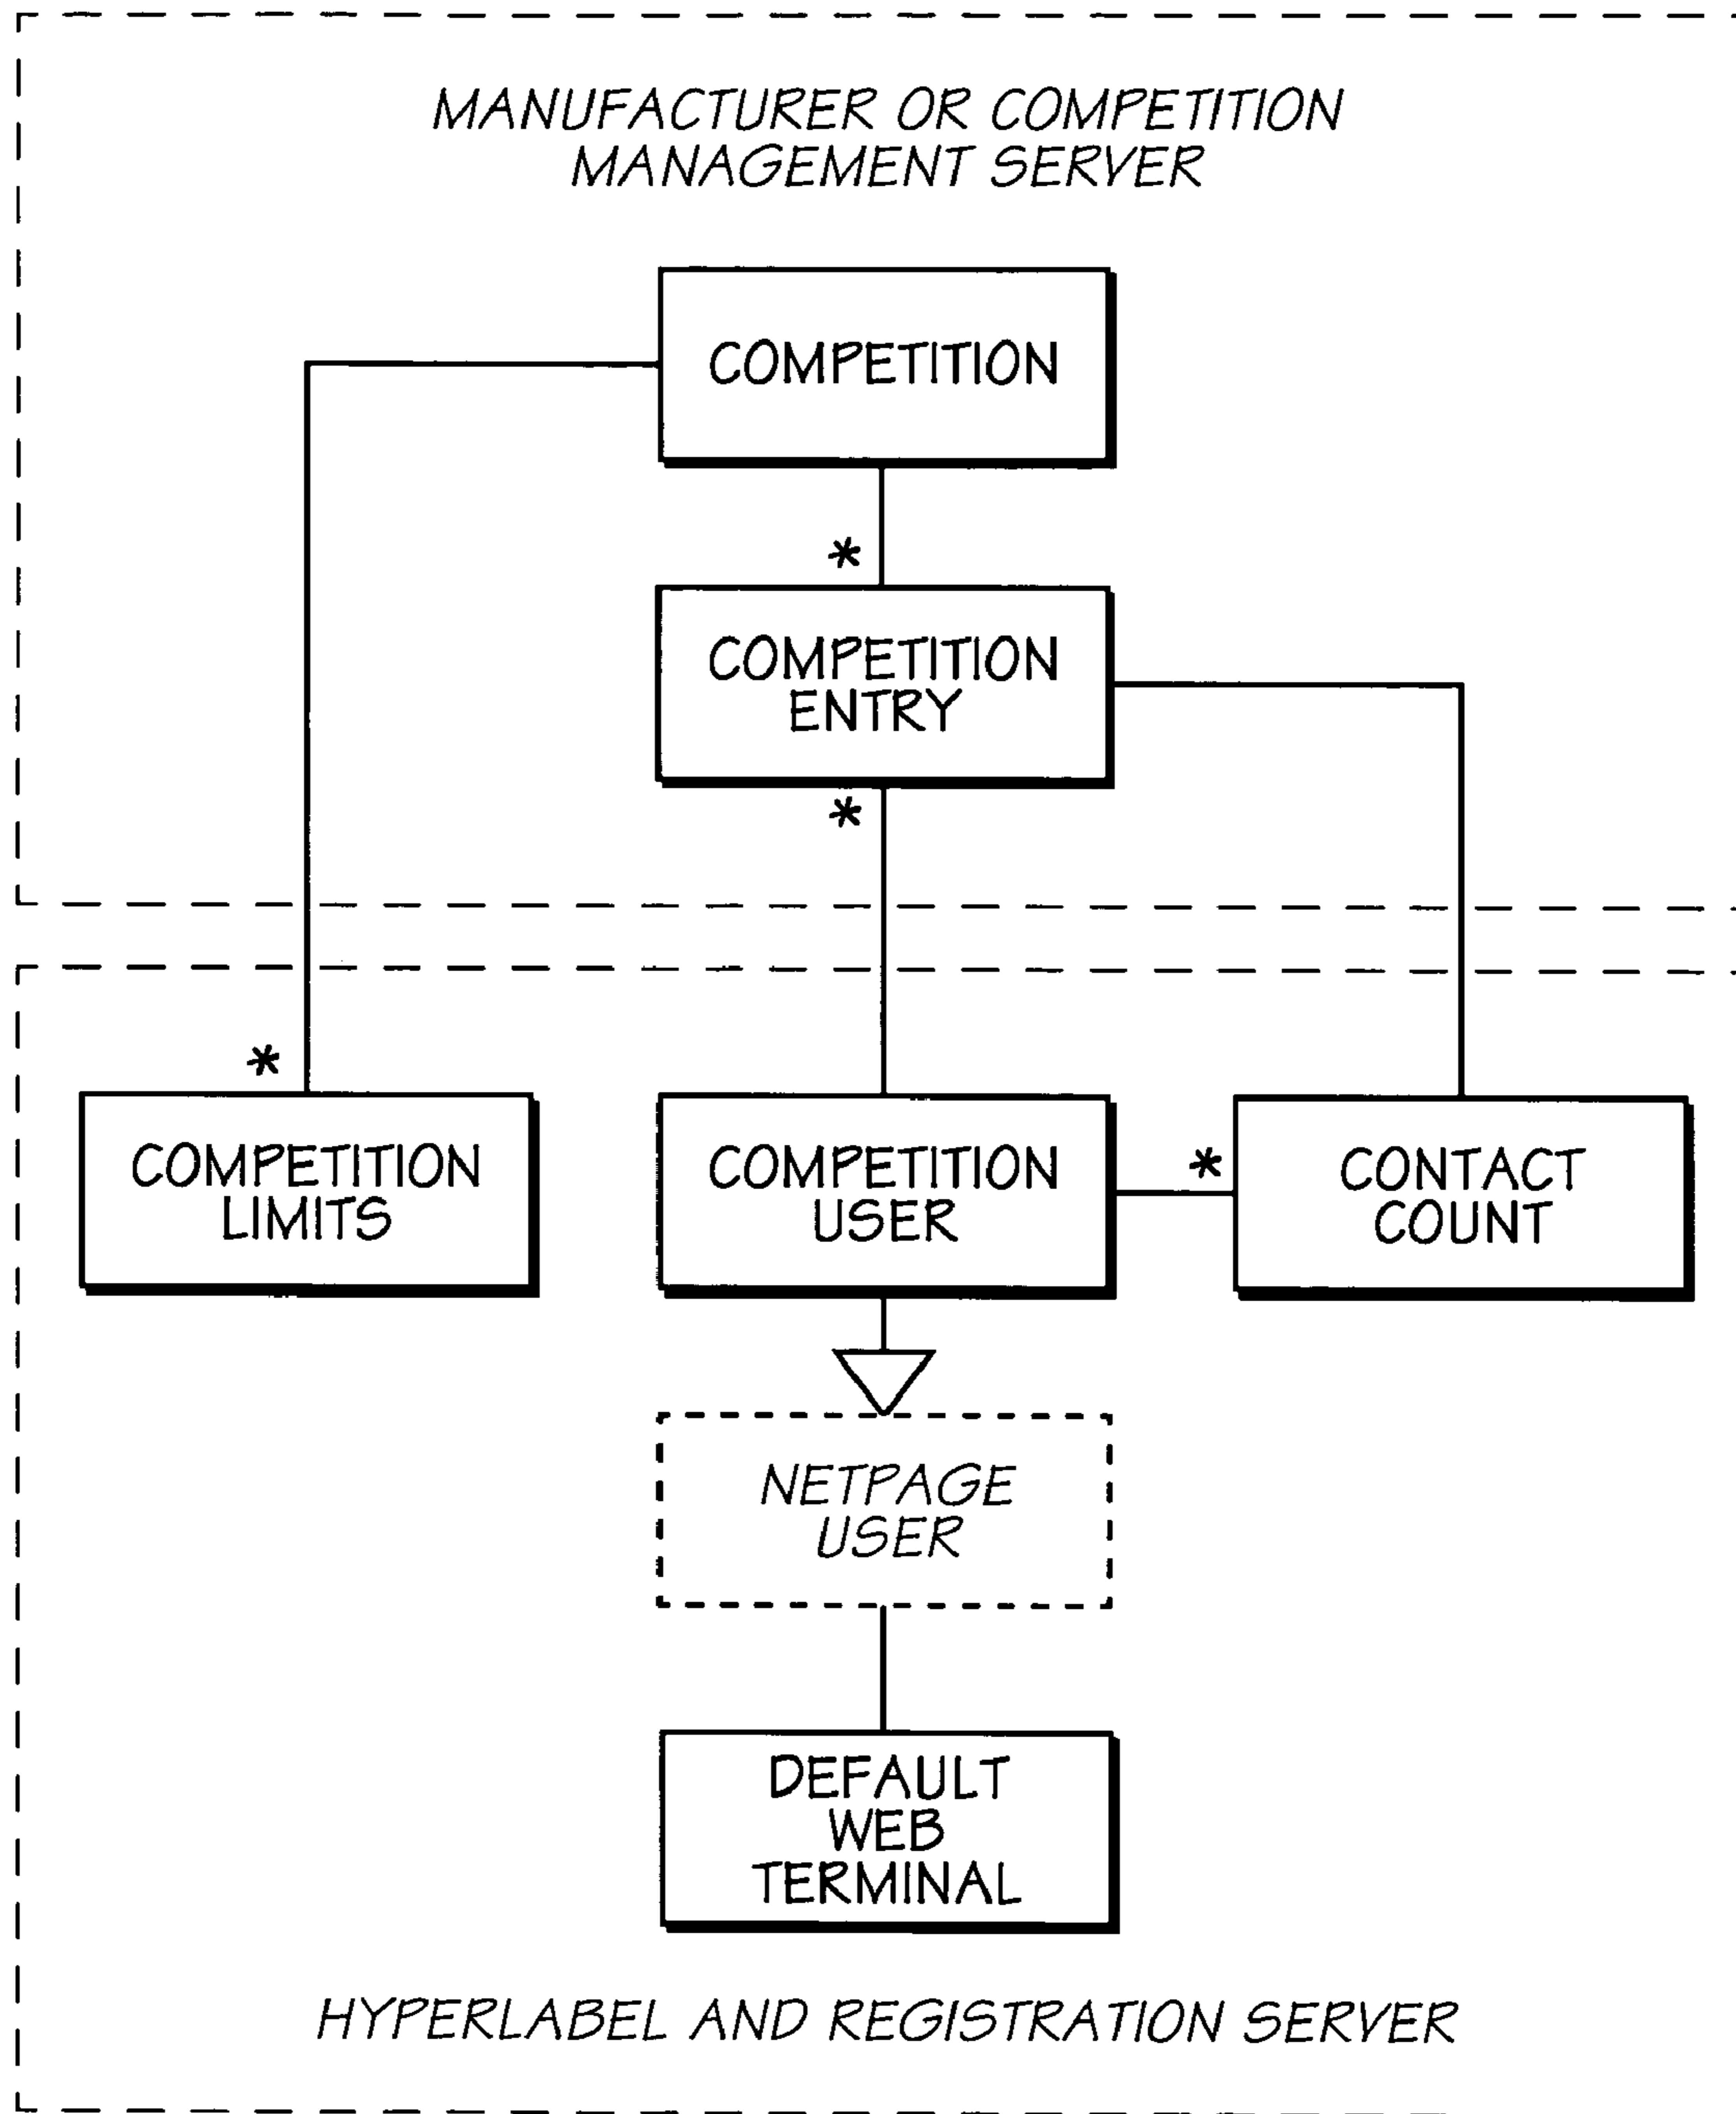 MANUFACTURER OR COMPETITION
MANAGEMENT SERVER
COMPETITION
*
COMPETITION
ENTRY
*
*
COMPETITION
LIMITS
COMPETITION
USER
*
CONTACT
COUNT
NETPAGE
USER
DEFAULT
WEB
TERMINAL
HYPERLABEL AND REGISTRATION SERVER